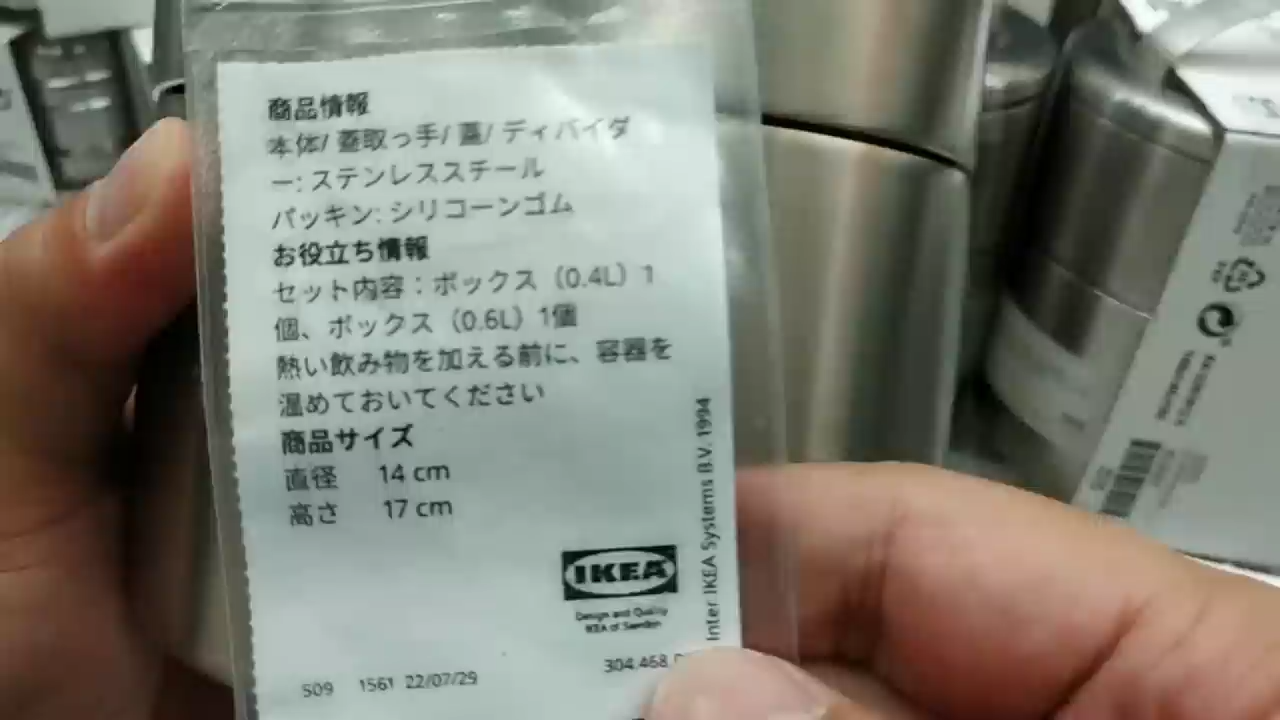 商品情報
本体/ 蓋取っ手/ 蓋/ ディバイダ
ー: ステンレススチール
パッキン: シリコーンゴム
お役立ち情報
セット内容：ボックス（0.4L）1
個、ボックス（0.6L）1個
熱い飲み物を加える前に、容器を
温めておいてください
商品サイズ
直径 14 cm
高さ 17 cm
IKEA
Design and Quality
IKEA of Sweden
304.468.
509 1561 22/07/29
Inter IKEA Systems B.V. 1994